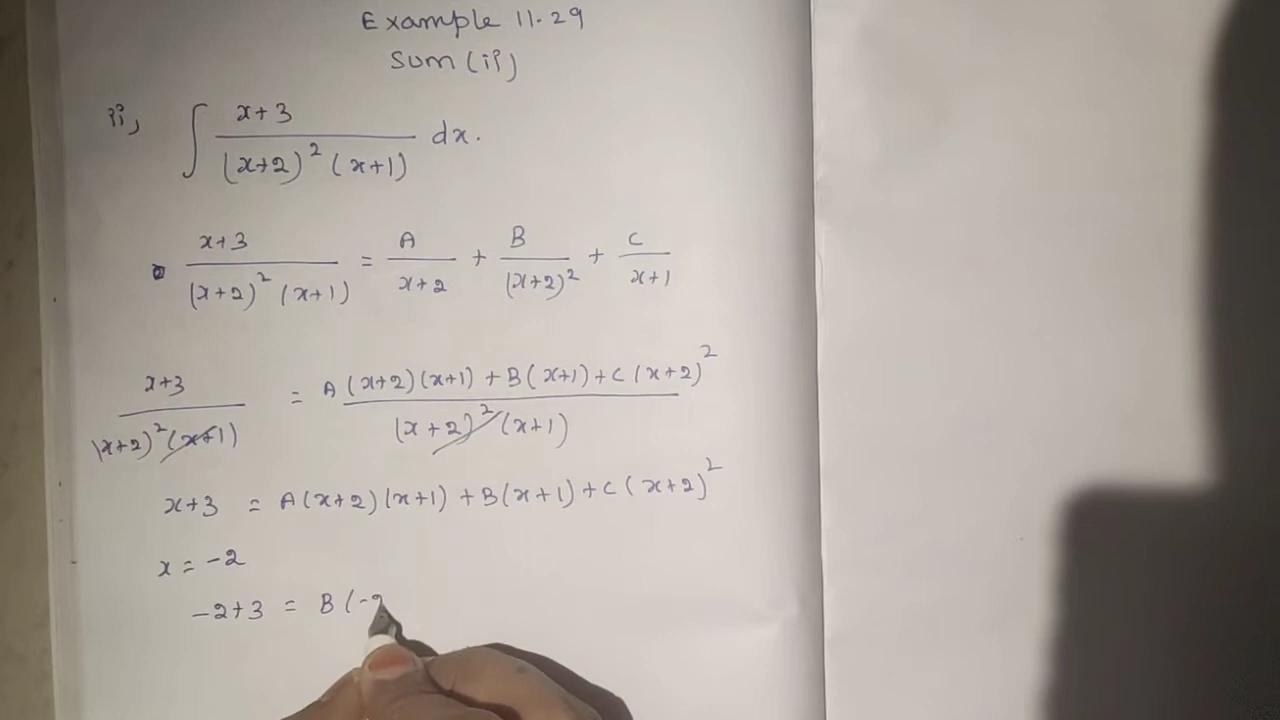 Example 11.29
Sum (ii)
ii, ∫ x+3 / (x+2)² (x+1) dx.
x+3 / (x+2)² (x+1) = A / x+2 + B / (x+2)² + C / x+1
x+3 / (x+2)² (x+1) = A (x+2) (x+1) + B (x+1) + C (x+2)² / (x+2)² (x+1)
x+3 = A (x+2) (x+1) + B (x+1) + C (x+2)²
x = -2
-2+3 = B (-2